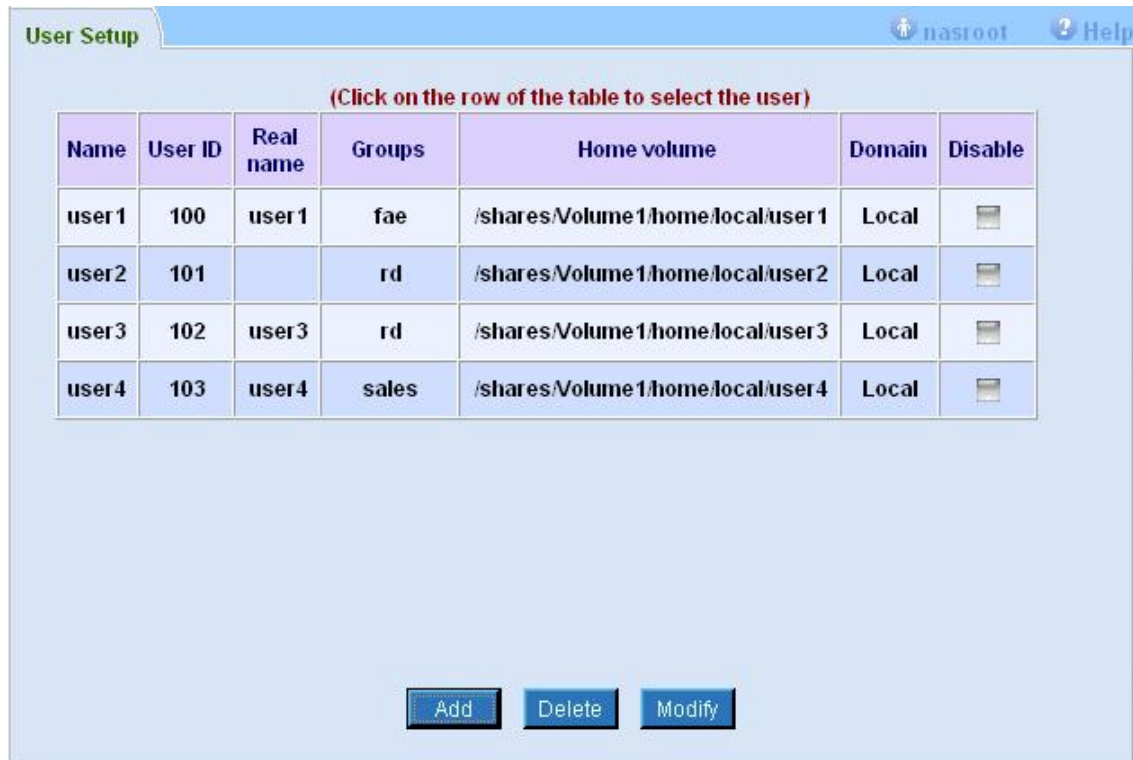 User Setup nasroot Help
(Click on the row of the table to select the user)
Name User ID Real name Groups Home volume Domain Disable
user1 100 user1 fae /shares/Volume1/home/local/user1 Local
user2 101 rd /shares/Volume1/home/local/user2 Local
user3 102 user3 rd /shares/Volume1/home/local/user3 Local
user4 103 user4 sales /shares/Volume1/home/local/user4 Local
Add Delete Modify